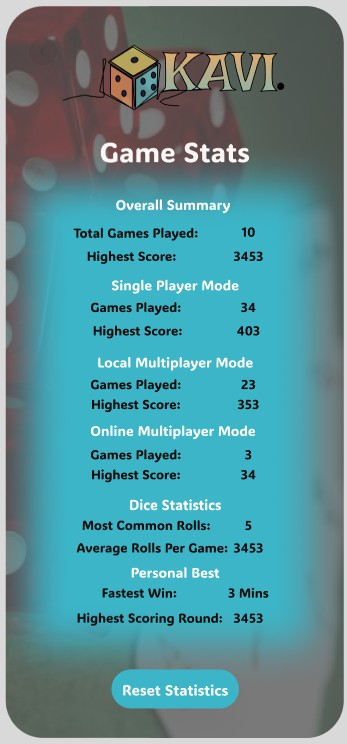 KAVI.
Game Stats
Overall Summary
Total Games Played: 10
Highest Score: 3453
Single Player Mode
Games Played: 34
Highest Score: 403
Local Multiplayer Mode
Games Played: 23
Highest Score: 353
Online Multiplayer Mode
Games Played: 3
Highest Score: 34
Dice Statistics
Most Common Rolls: 5
Average Rolls Per Game: 3453
Personal Best
Fastest Win: 3 Mins
Highest Scoring Round: 3453
Reset Statistics